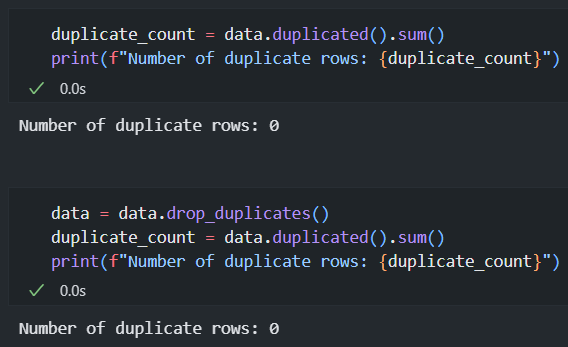 duplicate_count = data.duplicated().sum()
print(f"Number of duplicate rows: {duplicate_count}")
✓ 0.0s
Number of duplicate rows: 0
data = data.drop_duplicates()
duplicate_count = data.duplicated().sum()
print(f"Number of duplicate rows: {duplicate_count}")
✓ 0.0s
Number of duplicate rows: 0